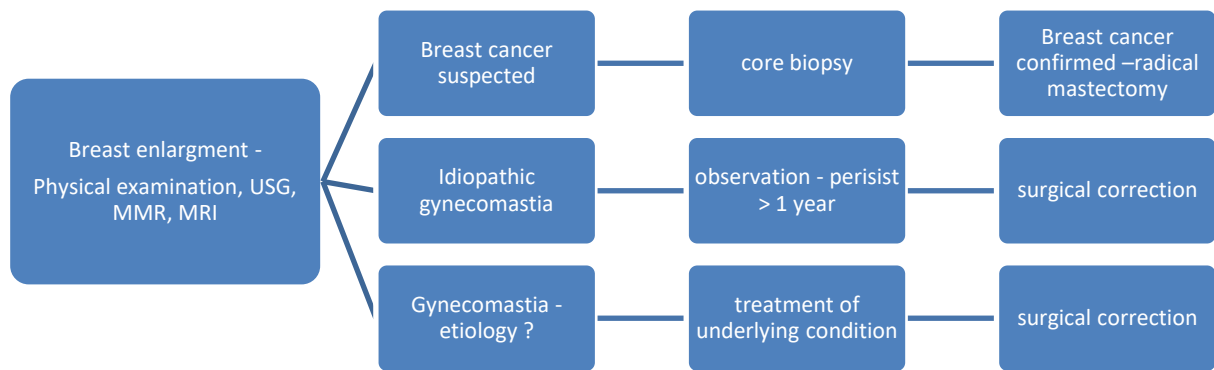 Breast enlargment -
Physical examination, USG,
MMR, MRI
Breast cancer
suspected
core biopsy
Breast cancer
confirmed –radical
mastectomy
Idiopathic
gynecomastia
observation - perisist
> 1 year
surgical correction
Gynecomastia -
etiology ?
treatment of
underlying condition
surgical correction